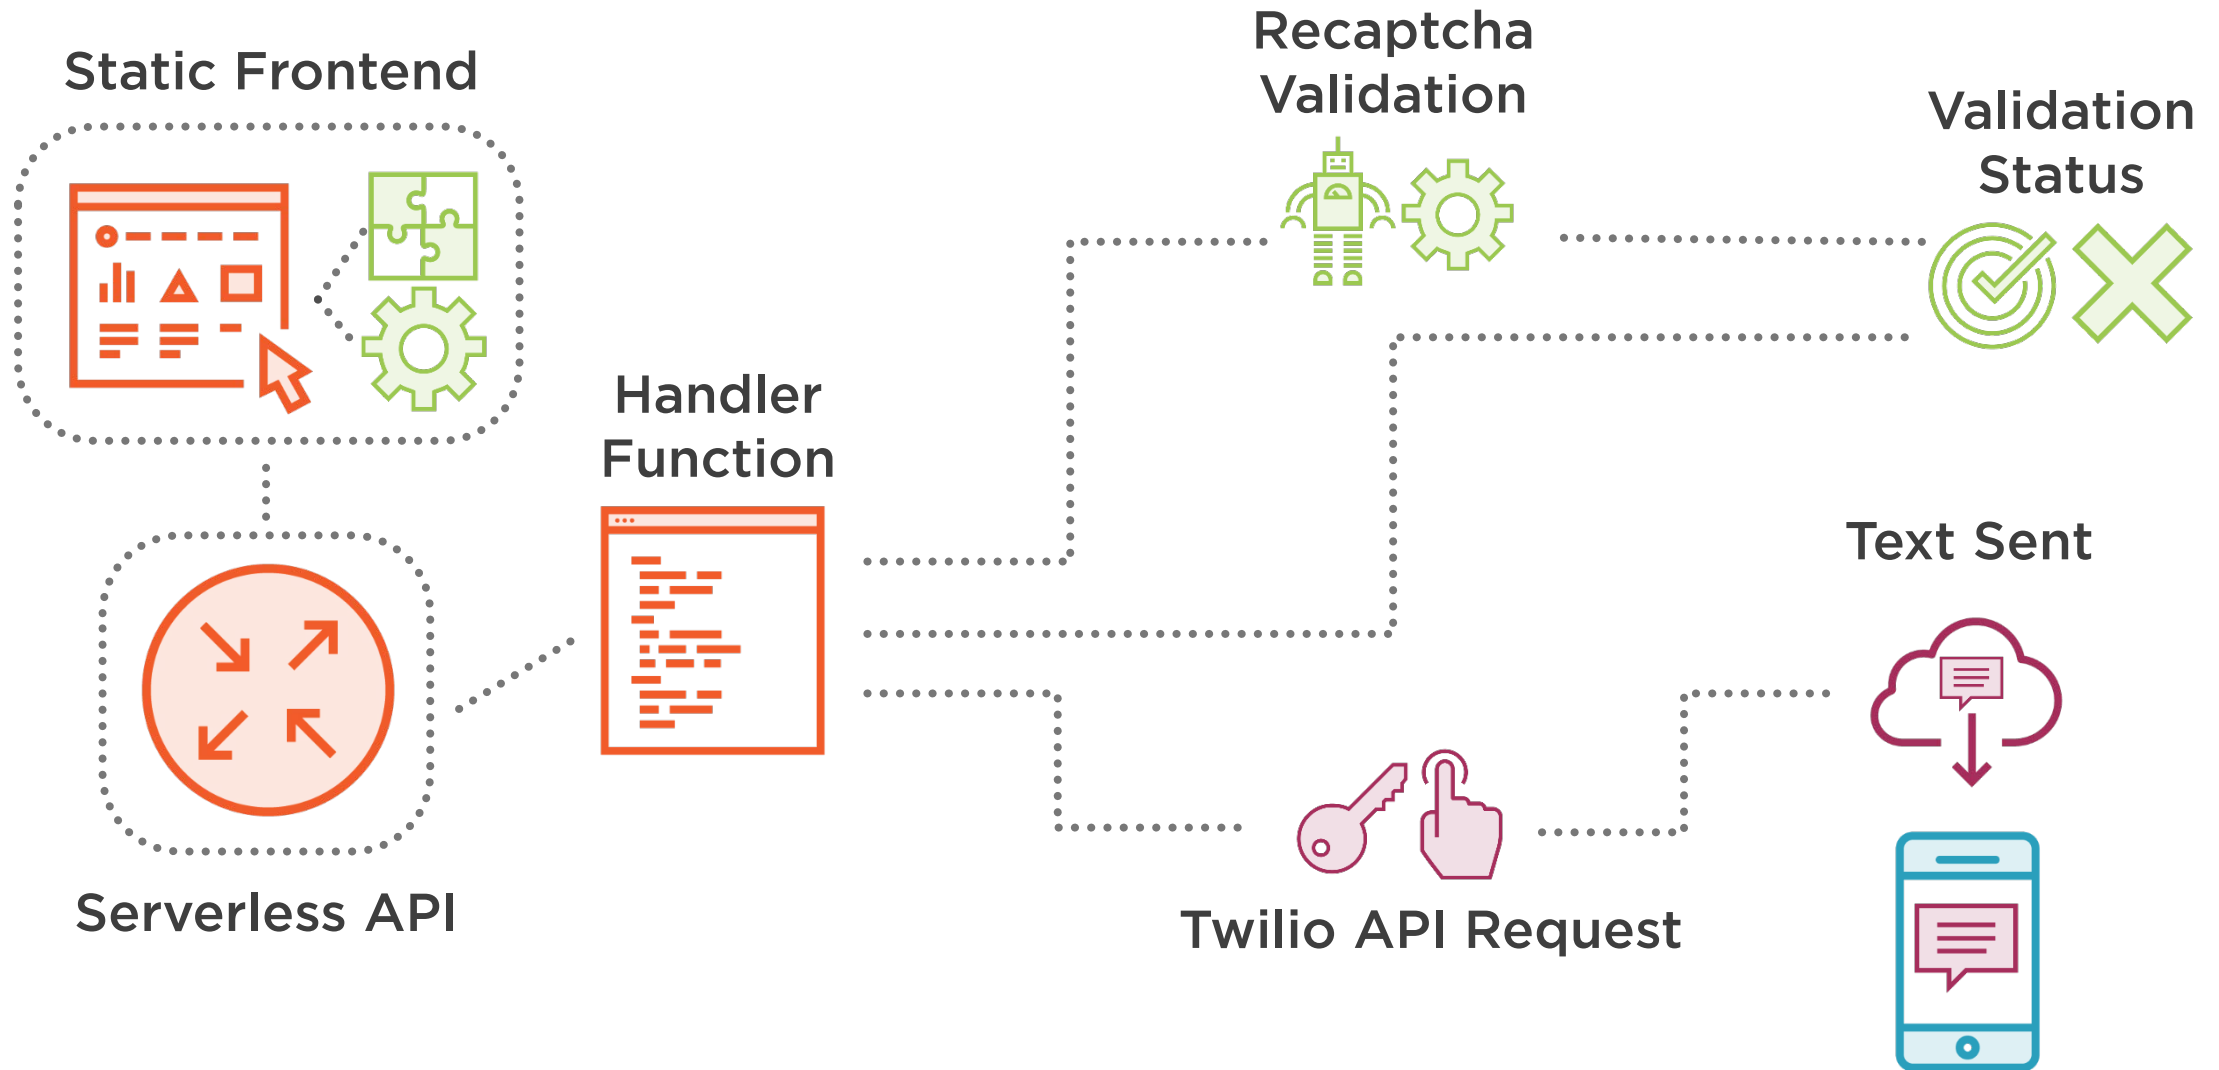 Static Frontend
Recaptcha
Validation
Validation
Status
Handler
Function
Text Sent
Serverless API
Twilio API Request